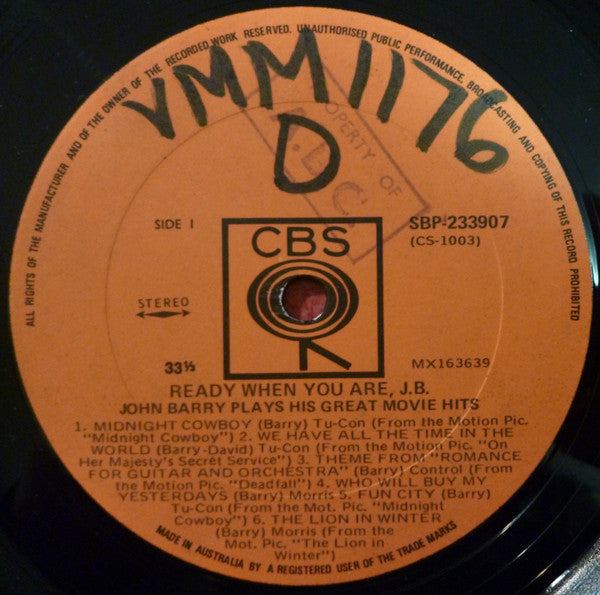 ALL RIGHTS OF THE MANUFACTURER AND OF THE OWNER OF THE RECORDED WORK RESERVED. UNAUTHORISED PUBLIC PERFORMANCE, BROADCASTING AND COPYING OF THIS RECORD PROHIBITED
VMM1176
D
PROPERTY OF
A.B.C.
SIDE I
CBS
SBP-233907
(CS-1003)
STEREO
33⅓
MX163639
READY WHEN YOU ARE, J.B.
JOHN BARRY PLAYS HIS GREAT MOVIE HITS
1. MIDNIGHT COWBOY (Barry) Tu-Con (From the Motion Pic.
"Midnight Cowboy") 2. WE HAVE ALL THE TIME IN THE
WORLD (Barry-David) Tu-Con (From the Motion Pic. "On
Her Majesty's Secret Service") 3. THEME FROM "ROMANCE
FOR GUITAR AND ORCHESTRA" (Barry) Control (From
the Motion Pic. "Deadfall") 4. WHO WILL BUY MY
YESTERDAYS (Barry) Morris 5. FUN CITY (Barry)
Tu-Con (From the Mot. Pic. "Midnight
Cowboy") 6. THE LION IN WINTER
(Barry) Morris (From the
Mot. Pic. "The Lion in
Winter")
MADE IN AUSTRALIA BY A REGISTERED USER OF THE TRADE MARKS